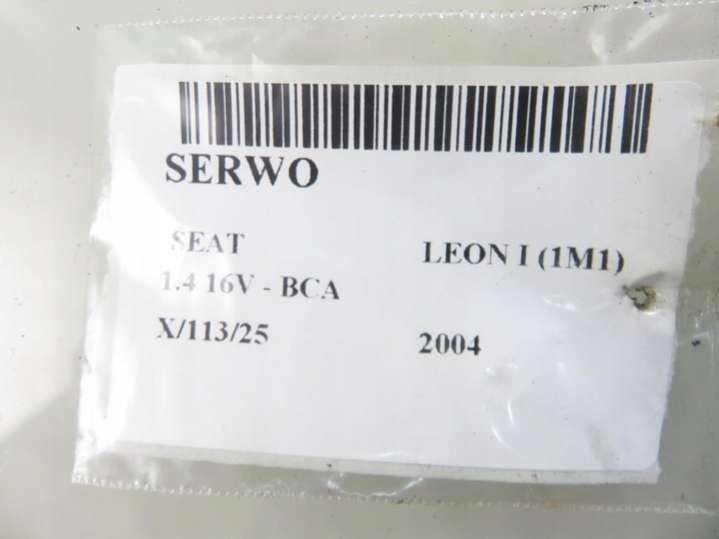 SERWO
SEAT LEON I (1M1)
1.4 16V - BCA
X/113/25 2004